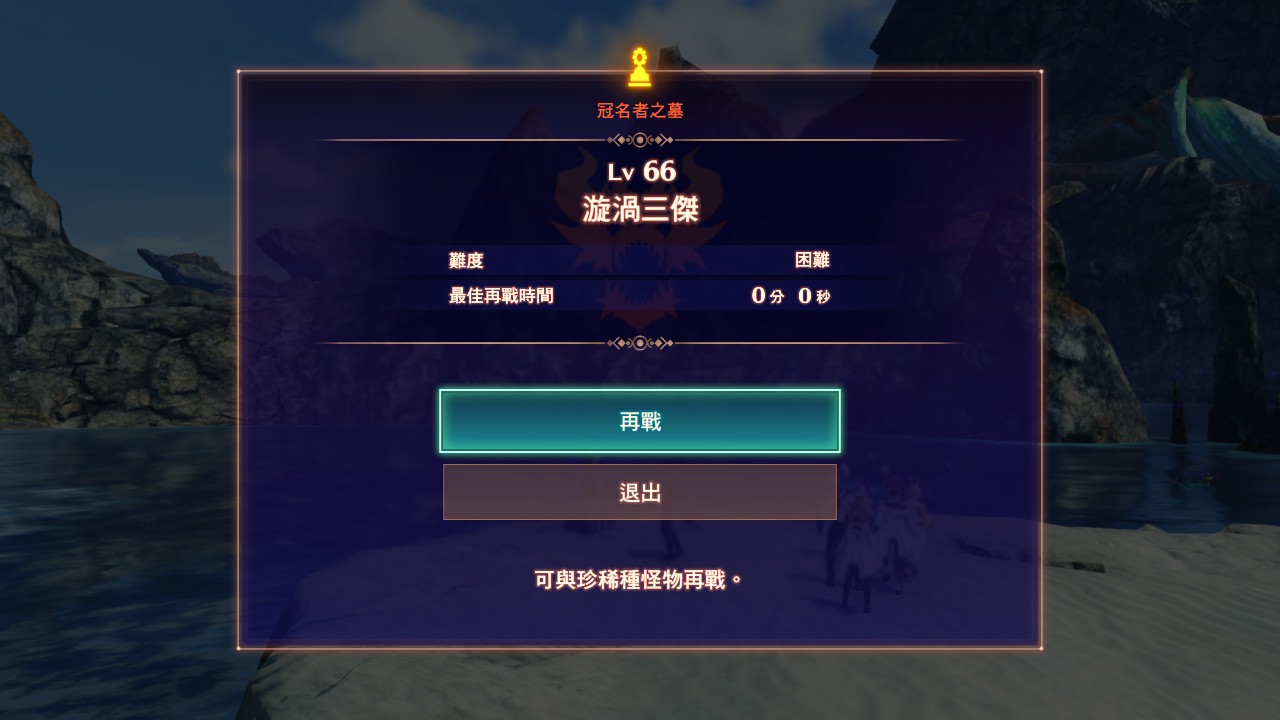 冠名者之墓
Lv 66
漩渦三傑
難度 困難
最佳再戰時間 0分 0秒
再戰
退出
可與珍稀種怪物再戰。